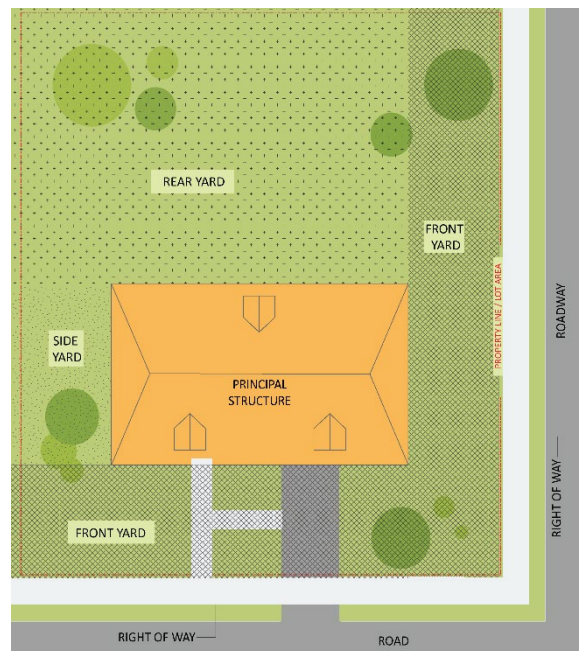 REAR YARD
FRONT
YARD
PROPERTY LINE / LOT AREA
ROADWAY
SIDE
YARD
PRINCIPAL
STRUCTURE
RIGHT OF WAY
FRONT YARD
RIGHT OF WAY
ROAD